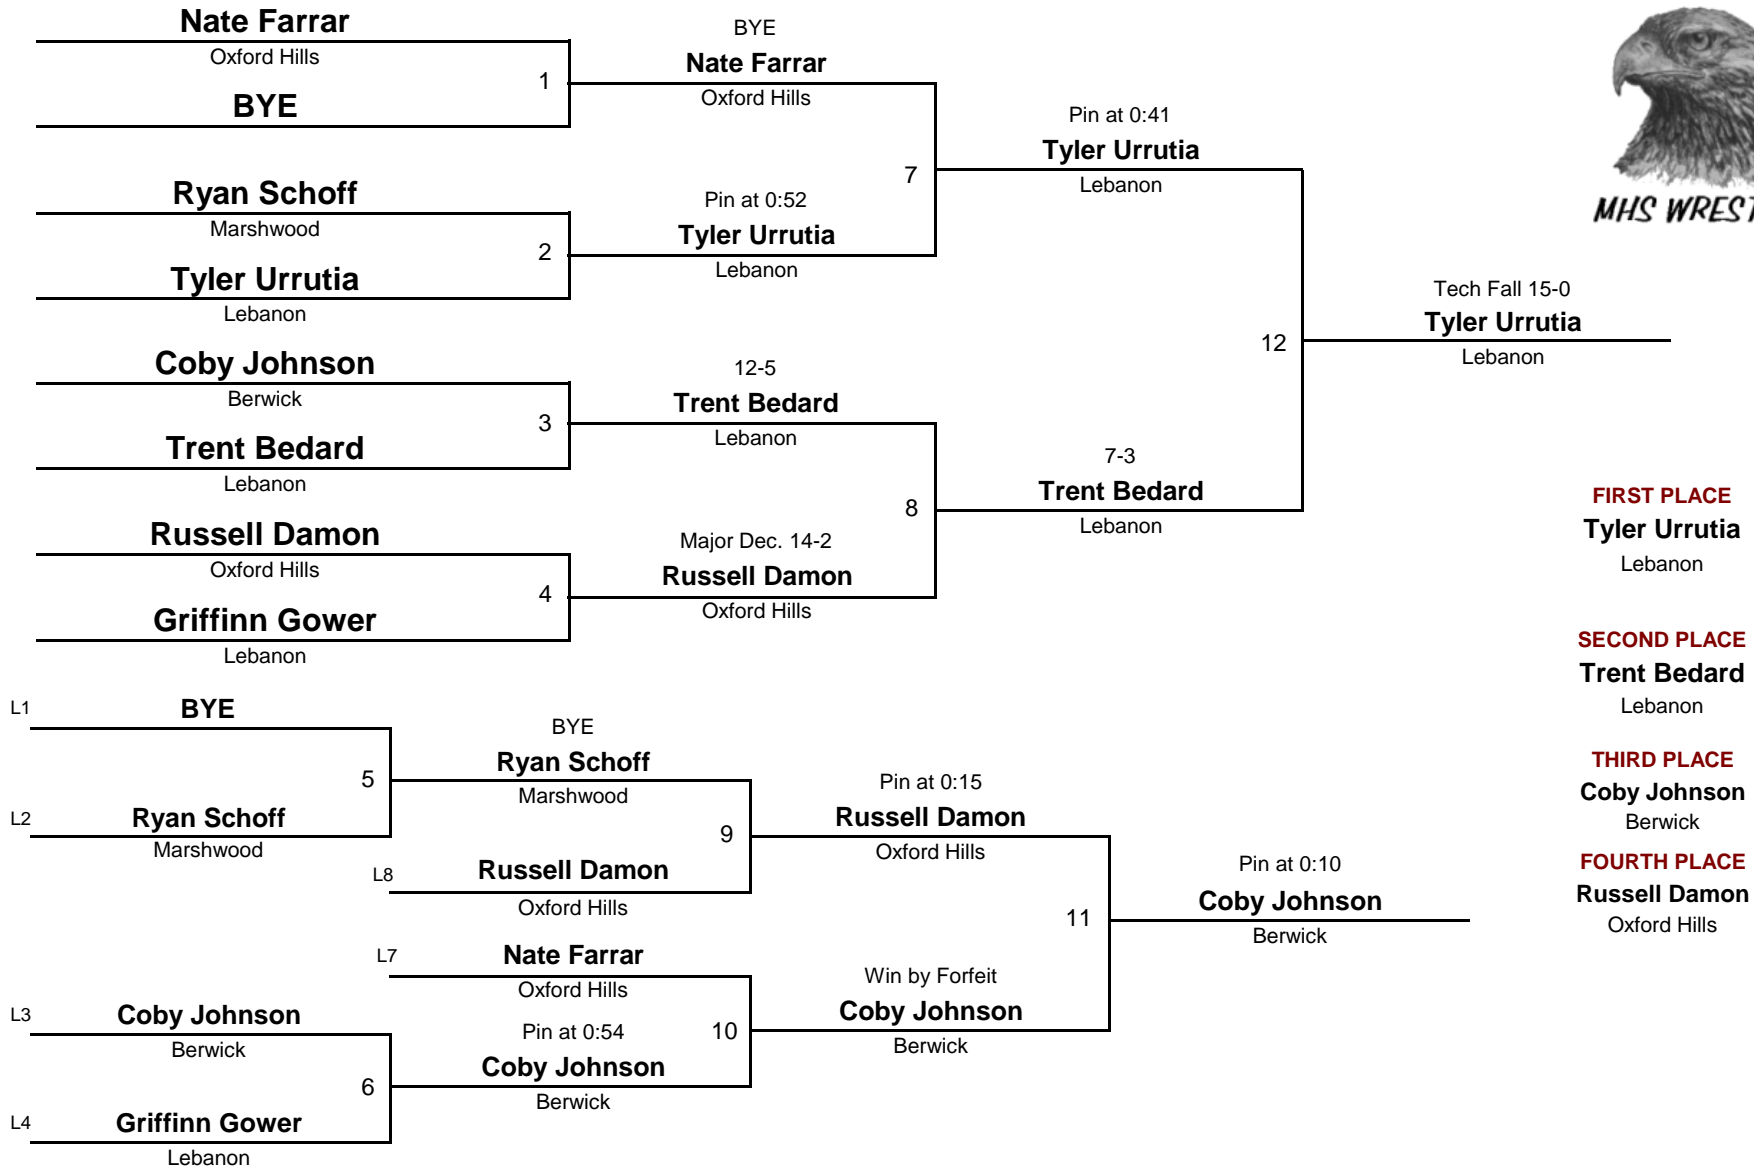 Nate Farrar
Oxford Hills
1
BYE
Ryan Schoff
Marshwood
2
Tyler Urrutia
Lebanon
Coby Johnson
Berwick
3
Trent Bedard
Lebanon
Russell Damon
Oxford Hills
4
Griffinn Gower
Lebanon
BYE
Nate Farrar
Oxford Hills
7
Pin at 0:52
Tyler Urrutia
Lebanon
12-5
Trent Bedard
Lebanon
8
Major Dec. 14-2
Russell Damon
Oxford Hills
Pin at 0:41
Tyler Urrutia
Lebanon
12
7-3
Trent Bedard
Lebanon
Tech Fall 15-0
Tyler Urrutia
Lebanon
MHS WREST
FIRST PLACE
Tyler Urrutia
Lebanon
SECOND PLACE
Trent Bedard
Lebanon
THIRD PLACE
Coby Johnson
Berwick
FOURTH PLACE
Russell Damon
Oxford Hills
L1
BYE
5
L2
Ryan Schoff
Marshwood
L3
Coby Johnson
Berwick
6
L4
Griffinn Gower
Lebanon
BYE
Ryan Schoff
Marshwood
9
L8
Russell Damon
Oxford Hills
L7
Nate Farrar
Oxford Hills
10
Pin at 0:54
Coby Johnson
Berwick
Pin at 0:15
Russell Damon
Oxford Hills
11
Win by Forfeit
Coby Johnson
Berwick
Pin at 0:10
Coby Johnson
Berwick